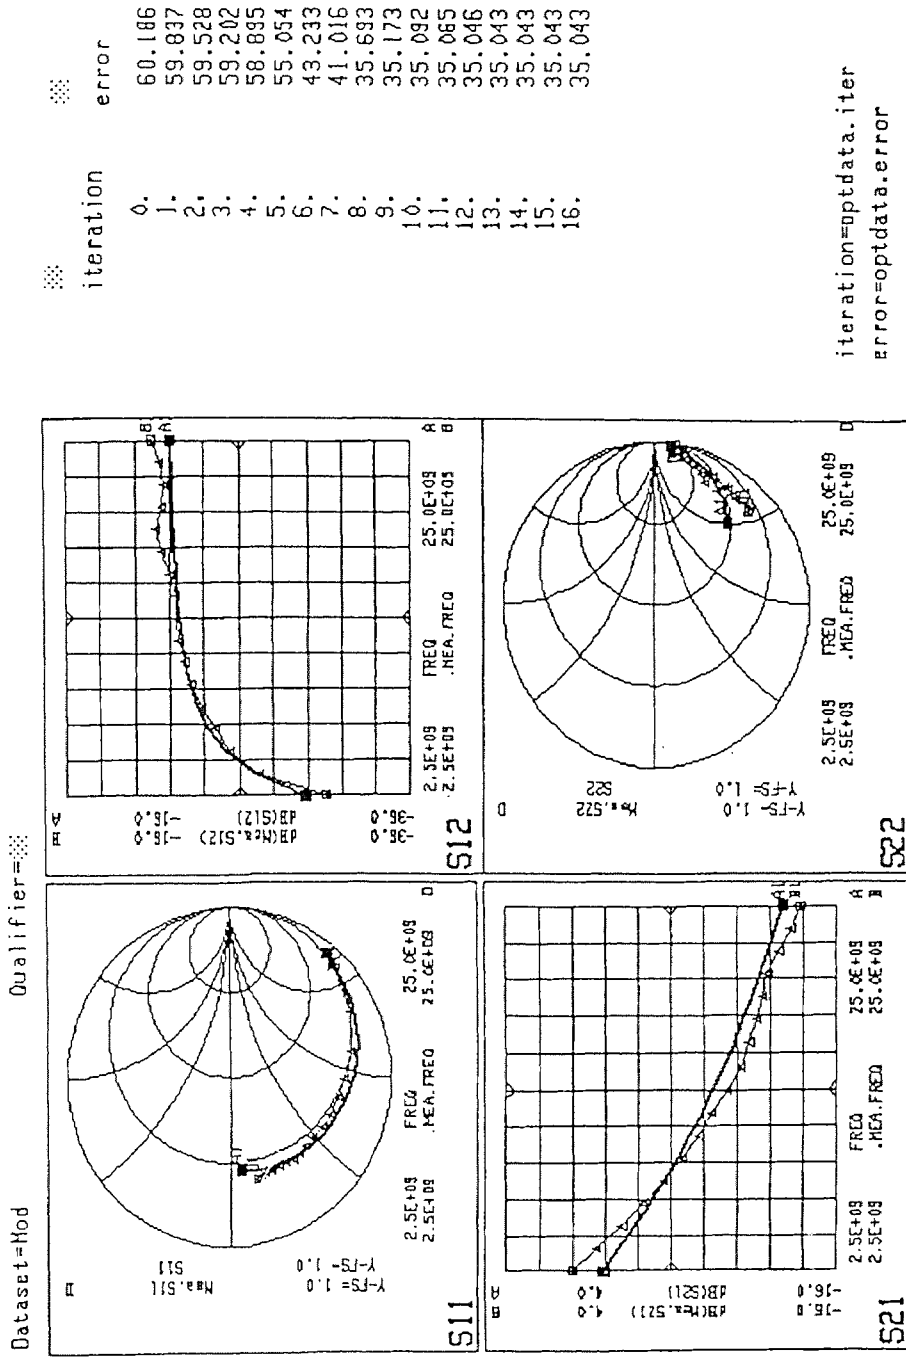 Dataset=Mod Qualifier=
S11
Mea.S11
S11
Y-FS= 1.0
Y-FS= 1.0
D
2.5E+09 FREQ 25.0E+09 D
2.5E+09 .MEA.FREQ 25.0E+09
S12
dB(Mea.S12) B
dB(S12) A
-16.0
-16.0
-36.0
-36.0
B
A
2.5E+09 FREQ 25.0E+09 A
2.5E+09 .MEA.FREQ 25.0E+09 B
S21
dB(Mea.S21) B
dB(S21) A
4.0
4.0
-16.0
-16.0
A
B
2.5E+09 FREQ 25.0E+09 A
2.5E+09 .MEA.FREQ 25.0E+09 B
S22
Mea.S22
S22
Y-FS= 1.0
Y-FS= 1.0
D
2.5E+09 FREQ 25.0E+09 D
2.5E+09 .MEA.FREQ 25.0E+09
iteration error
0. 60.186
1. 59.837
2. 59.528
3. 59.202
4. 58.895
5. 55.054
6. 43.233
7. 41.016
8. 35.693
9. 35.173
10. 35.092
11. 35.065
12. 35.046
13. 35.043
14. 35.043
15. 35.043
16. 35.043
iteration=optdata.iter
error=optdata.error